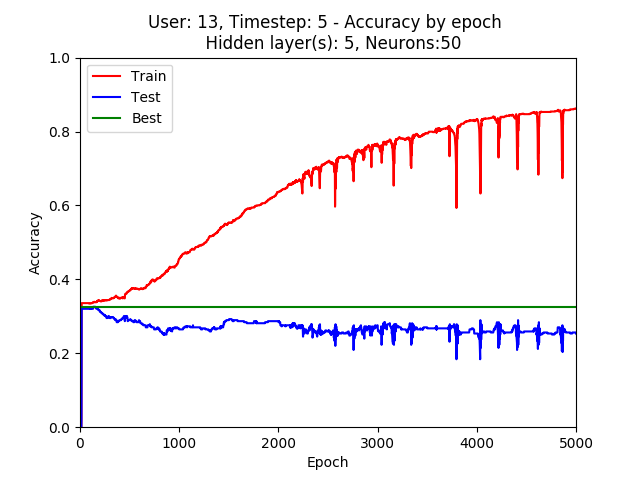 User: 13, Timestep: 5 - Accuracy by epoch
Hidden layer(s): 5, Neurons:50
Train
Test
Best
1.0
0.8
0.6
0.4
0.2
0.0
Accuracy
0 1000 2000 3000 4000 5000
Epoch